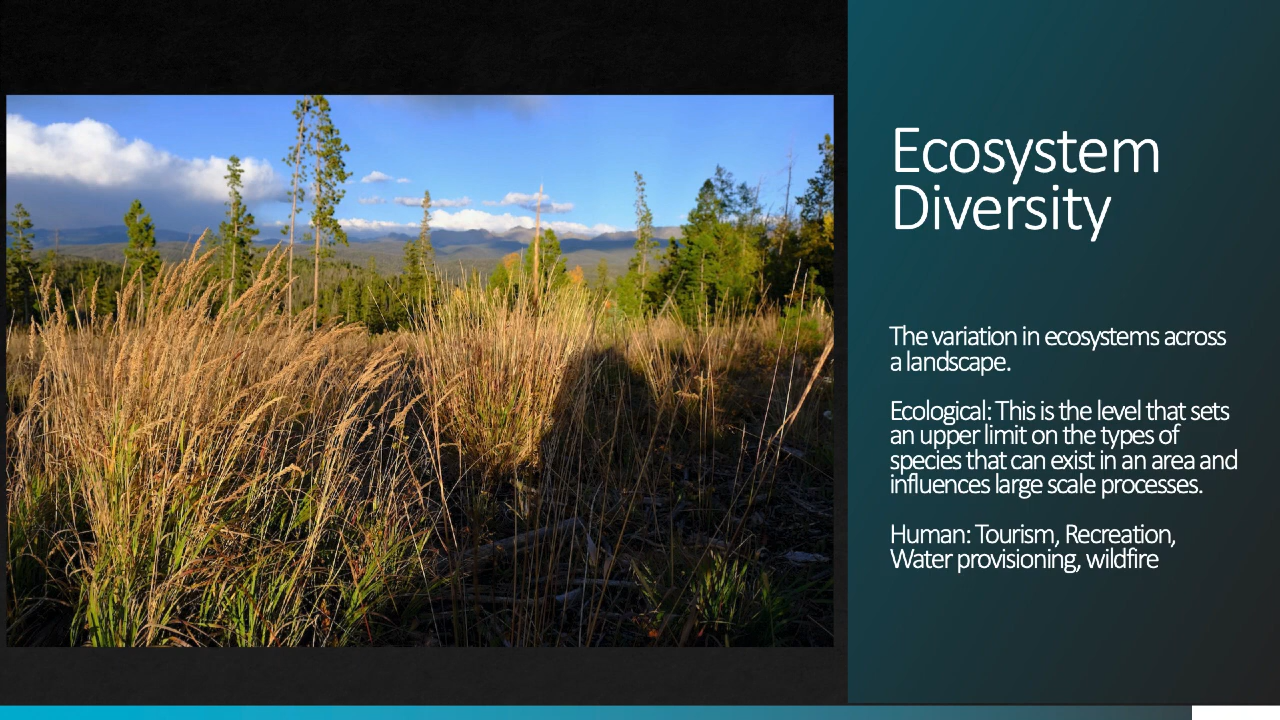 Ecosystem
Diversity
The variation in ecosystems across
a landscape.
Ecological: This is the level that sets
an upper limit on the types of
species that can exist in an area and
influences large scale processes.
Human: Tourism, Recreation,
Water provisioning, wildfire